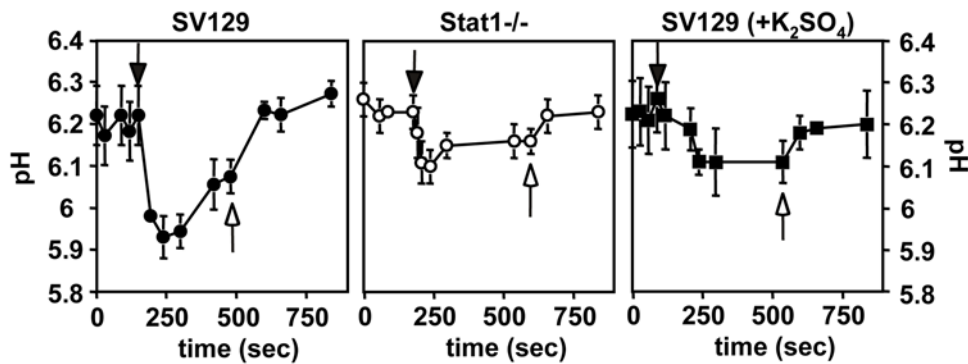 SV129 Stat1-/- SV129 (+K₂SO₄)
6.4 6.4
6.3 6.3
6.2 6.2
pH pH
6.1 6.1
6 6
5.9 5.9
5.8 5.8
0 250 500 750 0 250 500 750 0 250 500 750
time (sec) time (sec) time (sec)